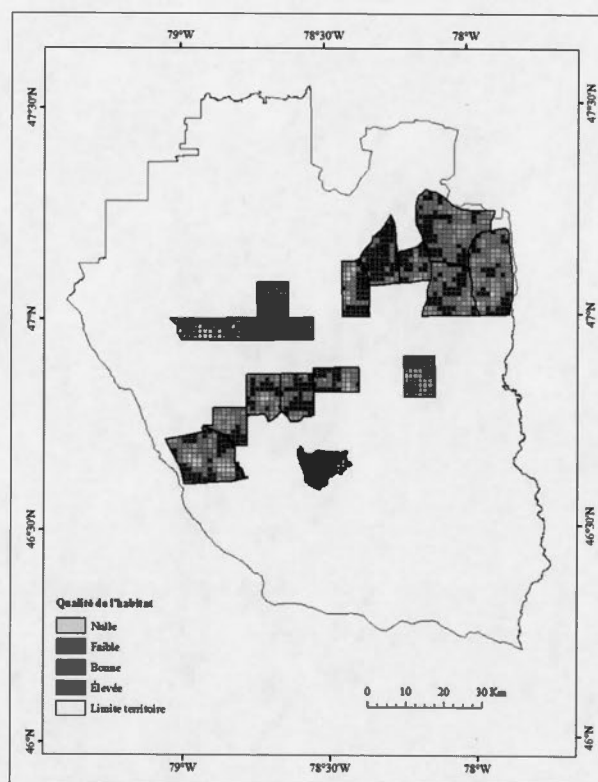 79°W 78°30'W 78°W
47°30'N 47°30'N
47°N 47°N
46°30'N 46°30'N
Qualité de l'habitat
Nulle
Faible
Bonne
Élevée
Limite territoire
0 10 20 30 Km
46°N 46°N
79°W 78°30'W 78°W